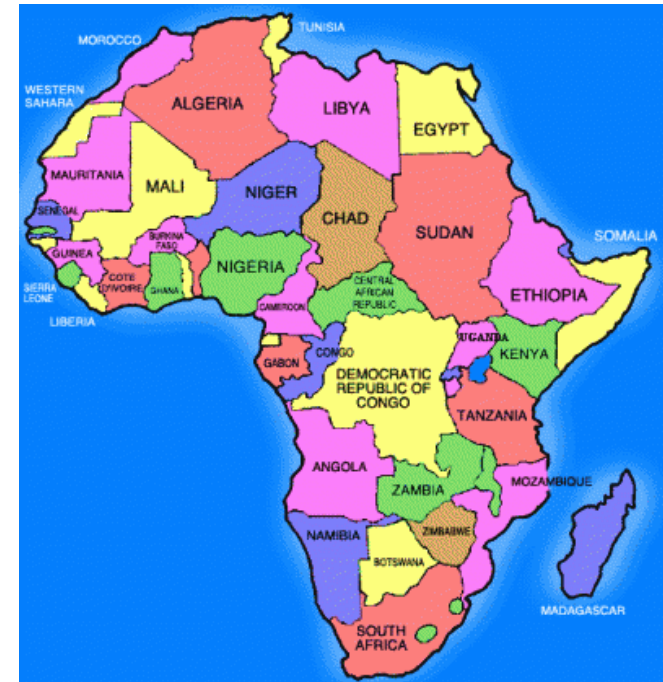 TUNISIA
MOROCCO
WESTERN
SAHARA
ALGERIA
LIBYA
EGYPT
MAURITANIA
MALI
NIGER
CHAD
SUDAN
SENEGAL
BURKINA
FASO
GUINEA
NIGERIA
SOMALIA
SIERRA
LEONE
COTE
D'IVOIRE
GHANA
CENTRAL
AFRICAN
REPUBLIC
ETHIOPIA
LIBERIA
CAMEROON
UGANDA
KENYA
GABON
CONGO
DEMOCRATIC
REPUBLIC OF
CONGO
TANZANIA
ANGOLA
ZAMBIA
MOZAMBIQUE
NAMIBIA
ZIMBABWE
BOTSWANA
MADAGASCAR
SOUTH
AFRICA